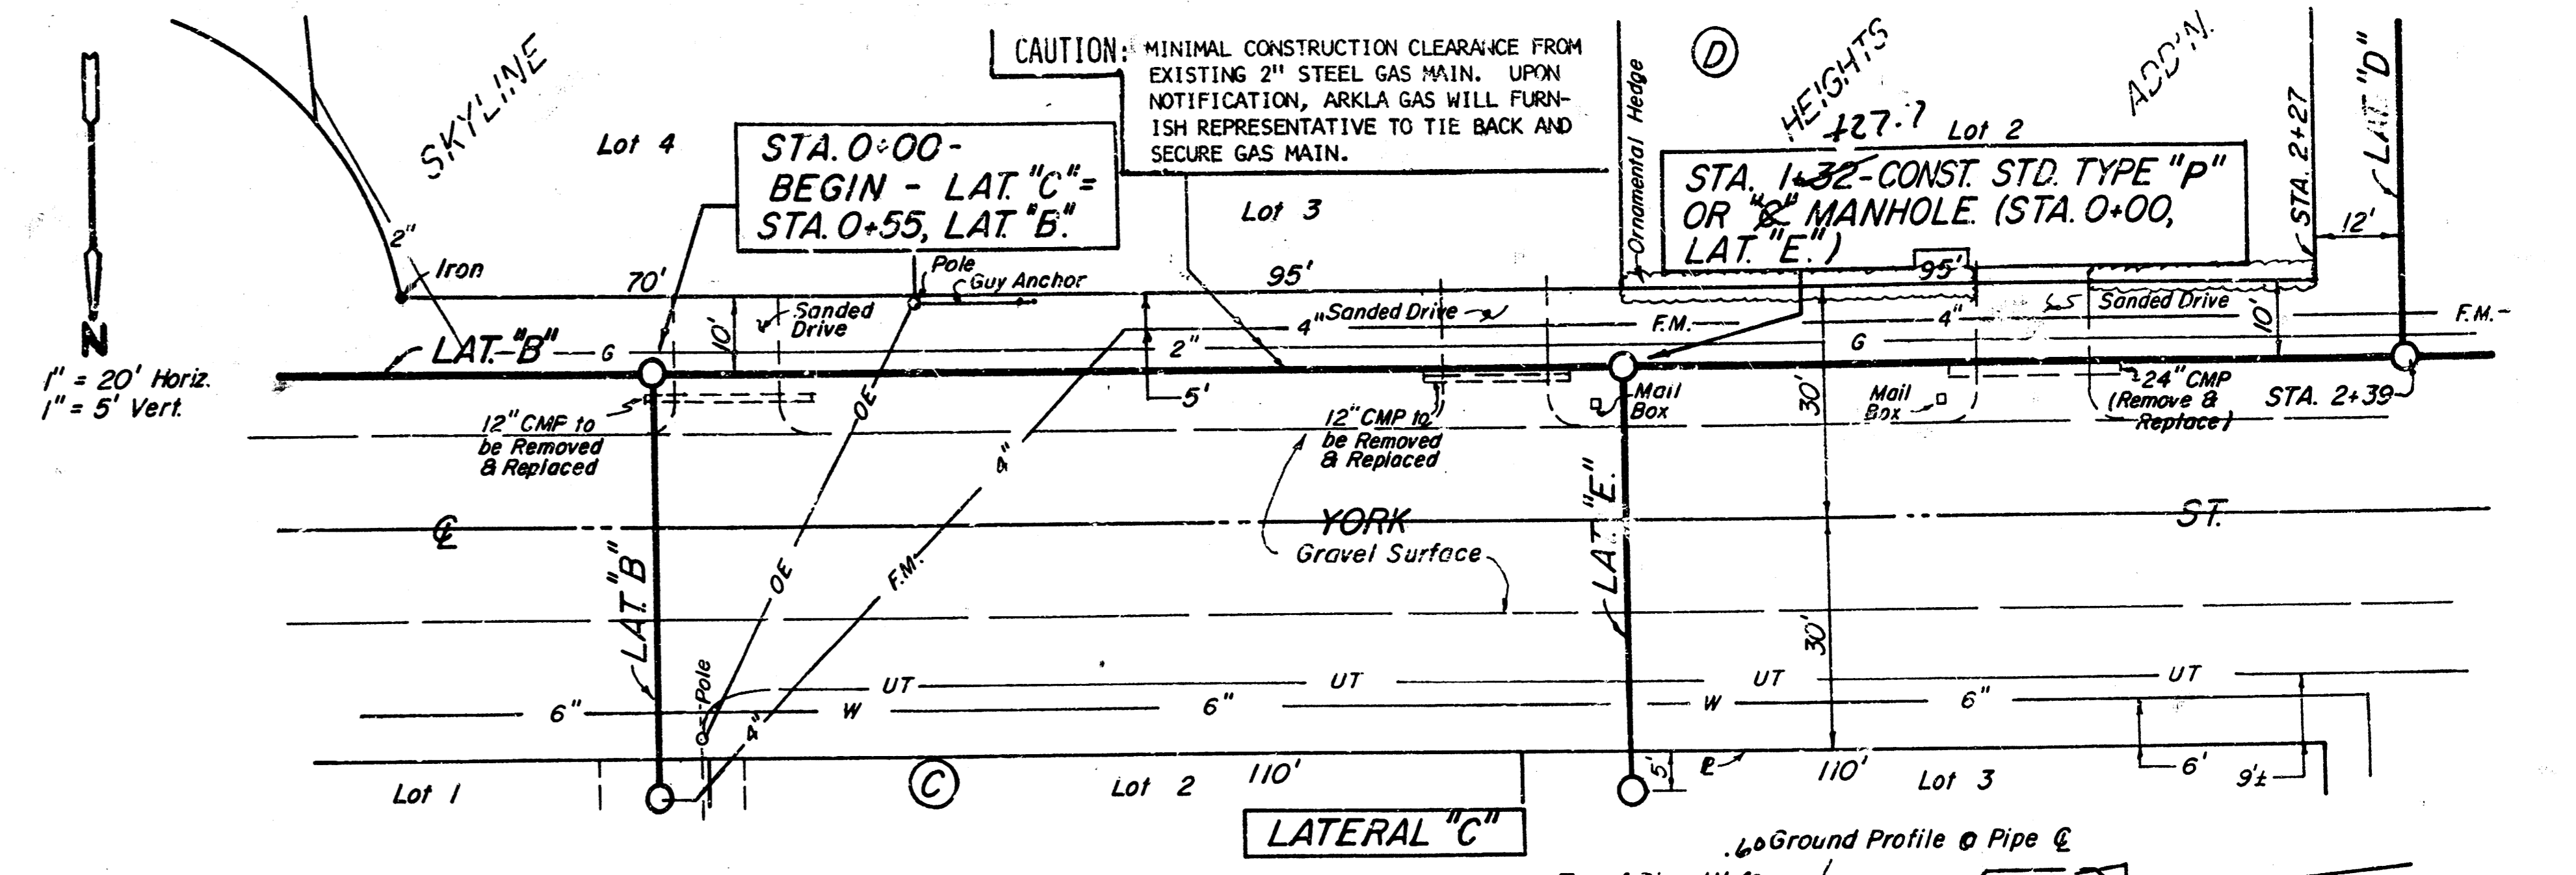 SKYLINE
HEIGHTS
ADD'N.
CAUTION: MINIMAL CONSTRUCTION CLEARANCE FROM
EXISTING 2" STEEL GAS MAIN. UPON
NOTIFICATION, ARKLA GAS WILL FURN-
ISH REPRESENTATIVE TO TIE BACK AND
SECURE GAS MAIN.
D
Lot 4
STA. 0+00-
BEGIN - LAT. "C"=
STA. 0+55, LAT. "B".
Lot 3
Ornamental Hedge
+27.7
Lot 2
STA. 1+32-CONST. STD. TYPE "P"
OR "C" MANHOLE. (STA. 0+00,
LAT. "E.")
STA. 2+27
LAT. "D"
12'
2"
Iron
70'
Pole
Guy Anchor
95'
95'
N
1" = 20' Horiz.
1" = 5' Vert.
LAT. "B"
G
10'
Sanded
Drive
2"
4"
Sanded Drive
F.M.
G
4"
Sanded Drive
10'
F.M.
12" CMP to
be Removed
& Replaced
OE
5'
12" CMP to
be Removed
& Replaced
Mail
Box
30'
Mail
Box
24" CMP
(Remove &
Replace)
STA. 2+39
4"
℄
YORK
ST.
Gravel Surface
LAT. "B"
OE
F.M.
LAT. "E."
30'
Pole
UT
UT
UT
UT
6"
W
6"
W
6"
4"
Lot 1
C
Lot 2
110'
5'
℄
110'
Lot 3
6'
9'±
LATERAL "C"
.60 Ground Profile @ Pipe ℄